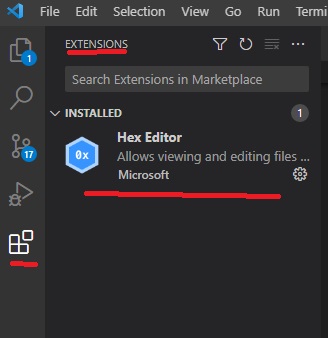 File Edit Selection View Go Run
EXTENSIONS
1
Search Extensions in Marketplace
INSTALLED 1
17
Hex Editor
0x
Allows viewing and editing files ...
Microsoft